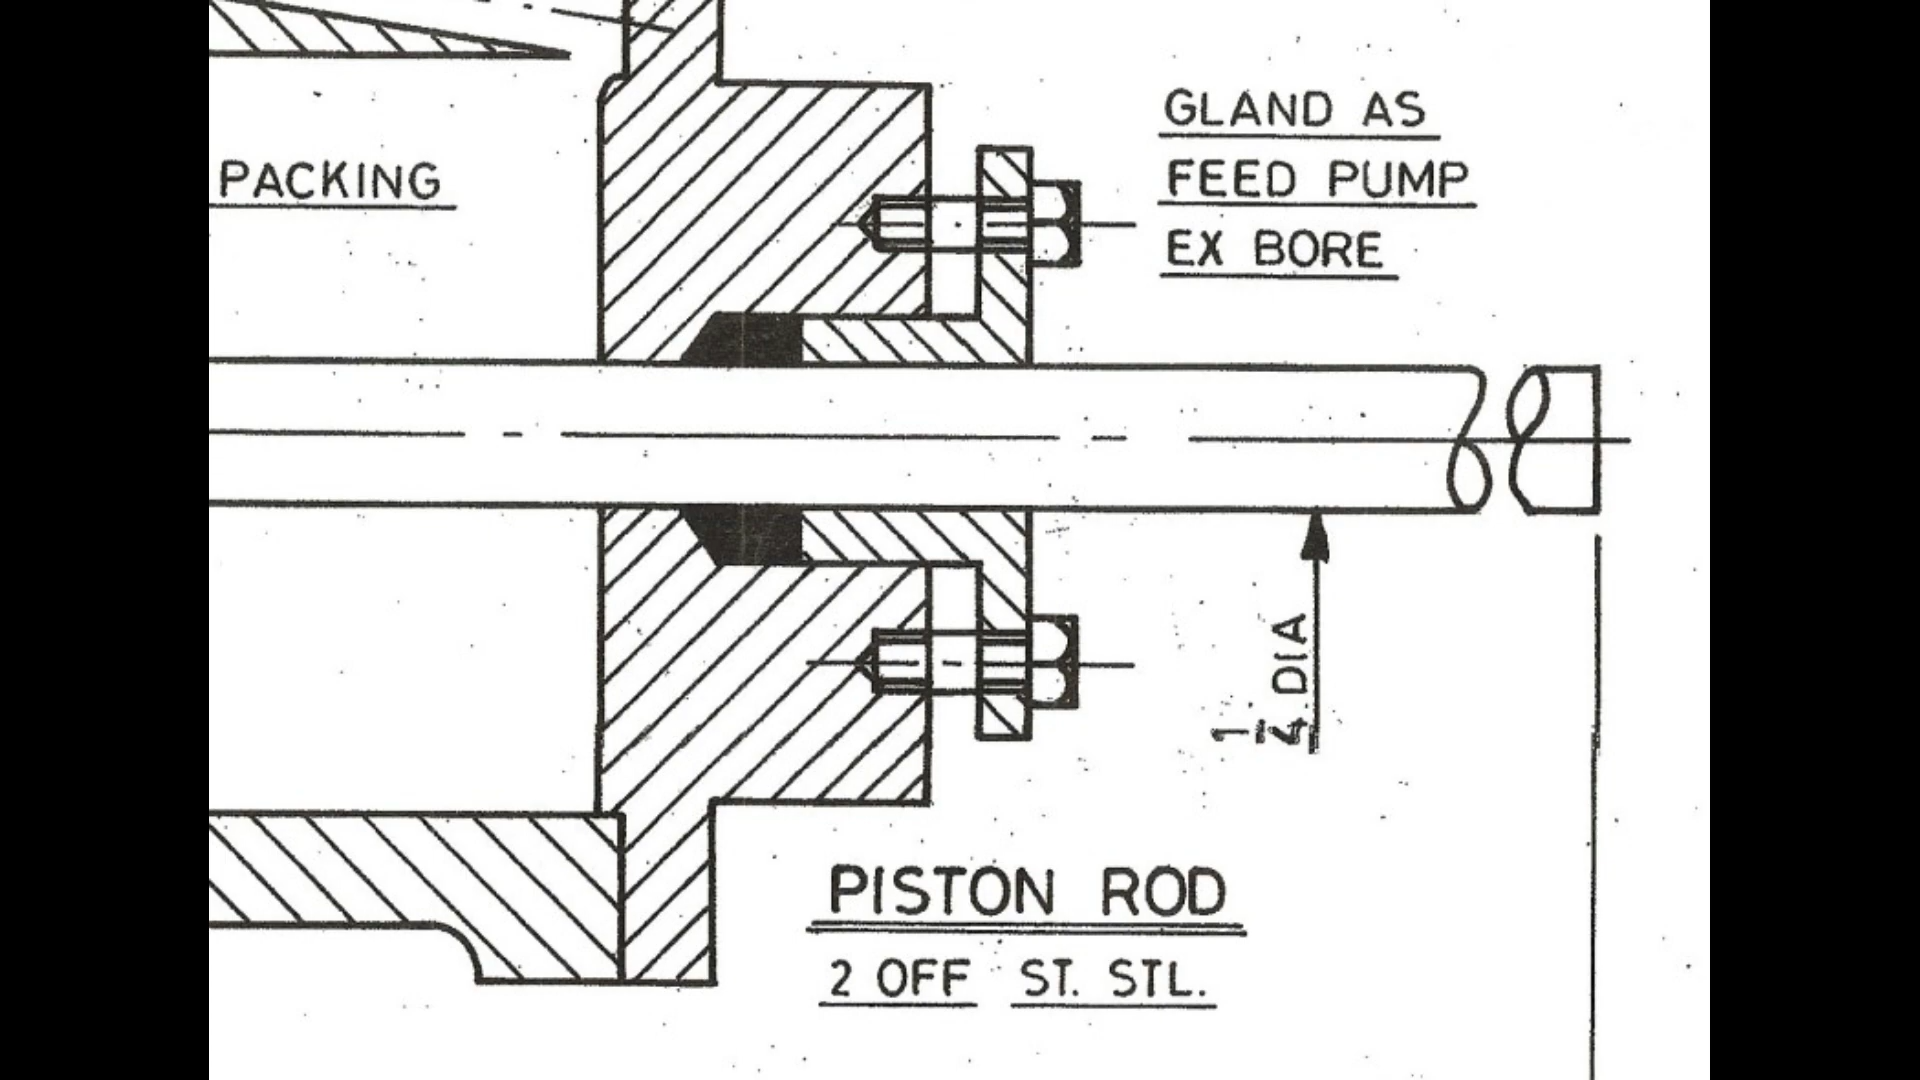 GLAND AS
FEED PUMP
EX BORE
PACKING
1/4 DIA
PISTON ROD
2 OFF ST. STL.